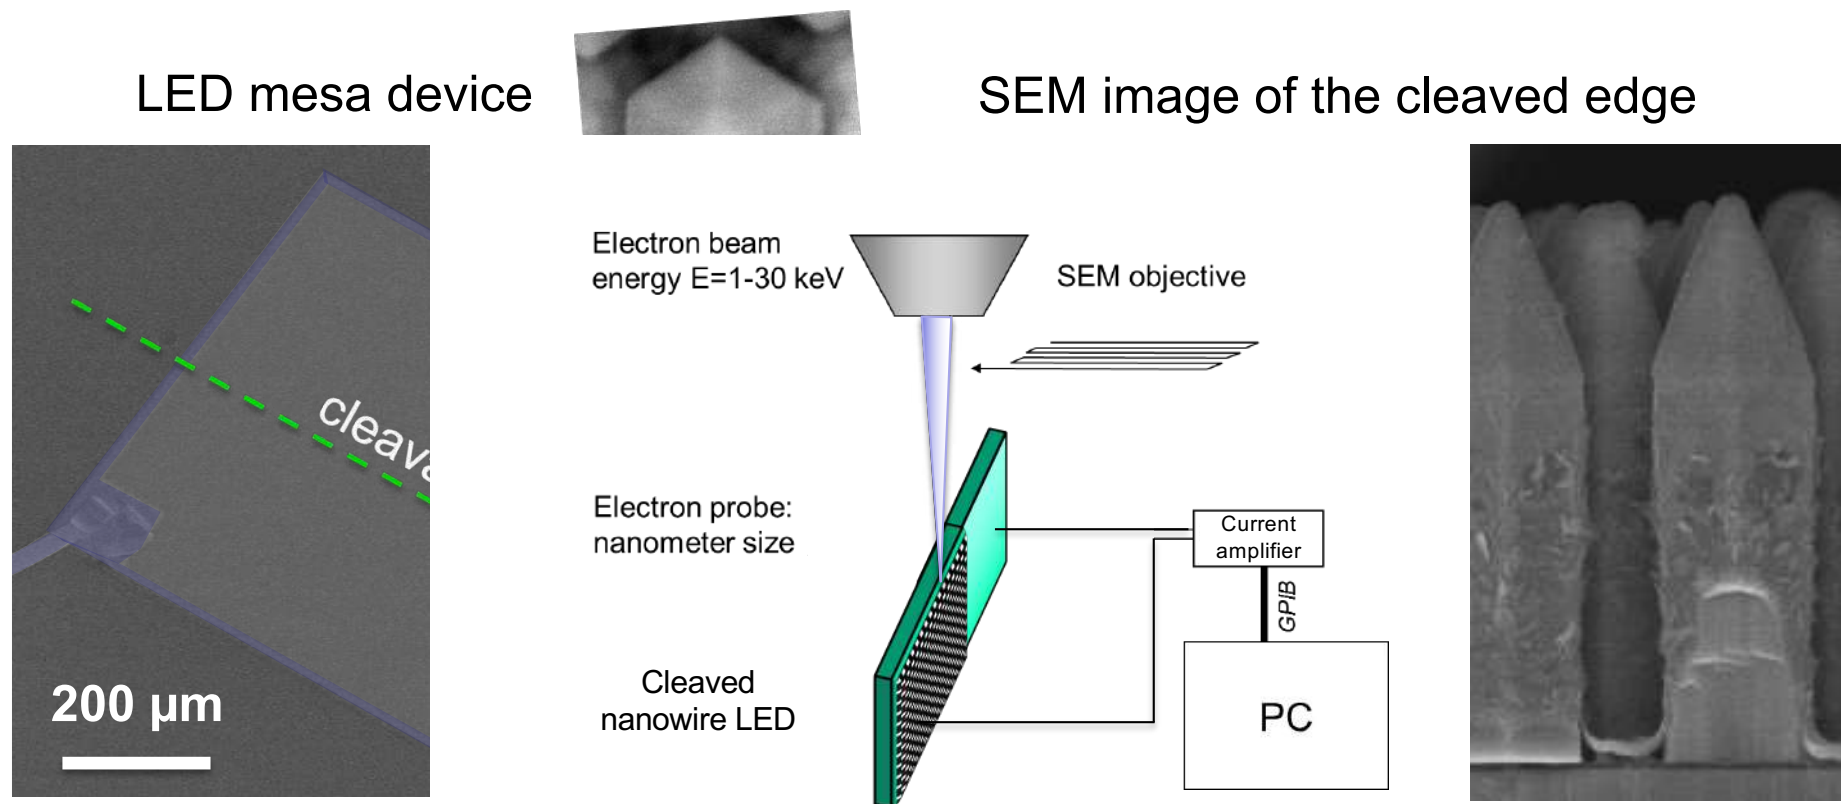 LED mesa device
SEM image of the cleaved edge
Electron beam
energy E=1-30 keV
SEM objective
Electron probe:
nanometer size
Current
amplifier
GPIB
Cleaved
nanowire LED
PC
200 µm